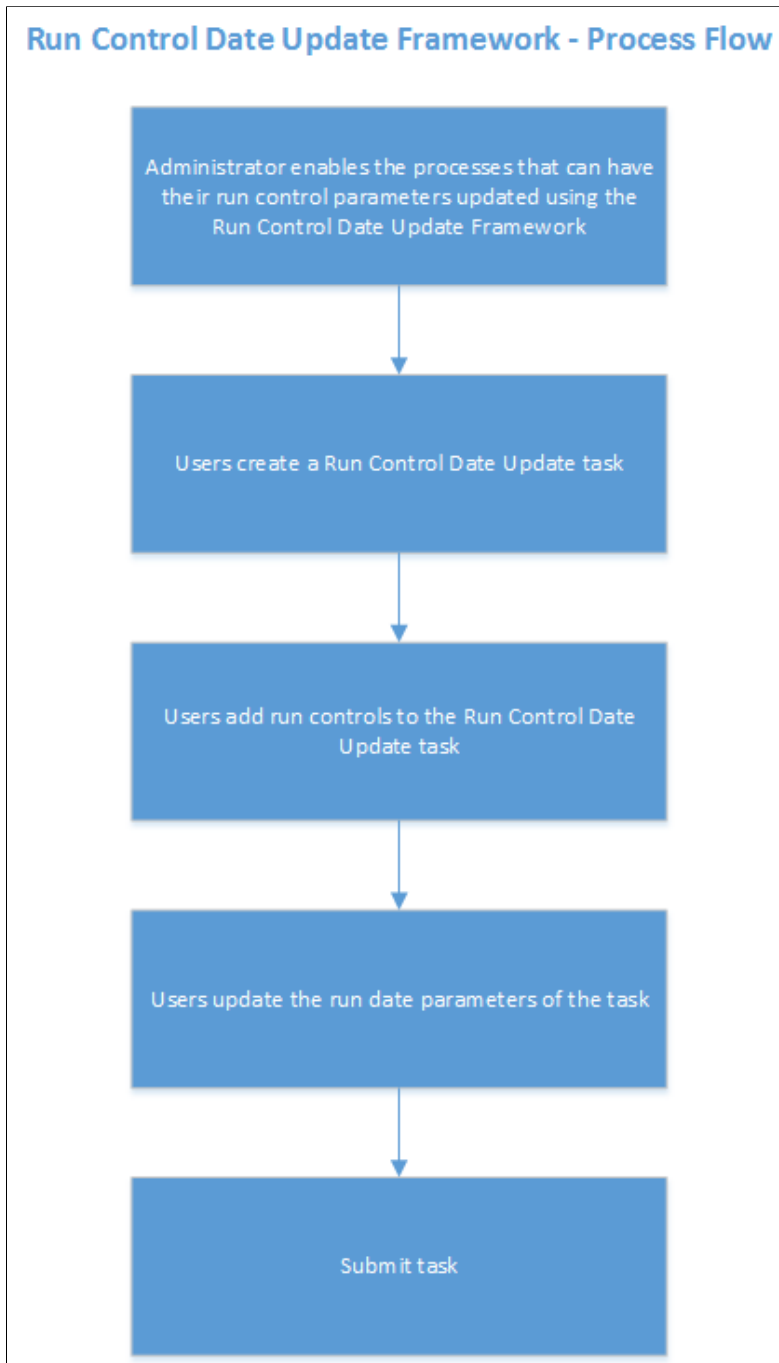 Run Control Date Update Framework - Process Flow
Administrator enables the processes that can have
their run control parameters updated using the
Run Control Date Update Framework
Users create a Run Control Date Update task
Users add run controls to the Run Control Date
Update task
Users update the run date parameters of the task
Submit task